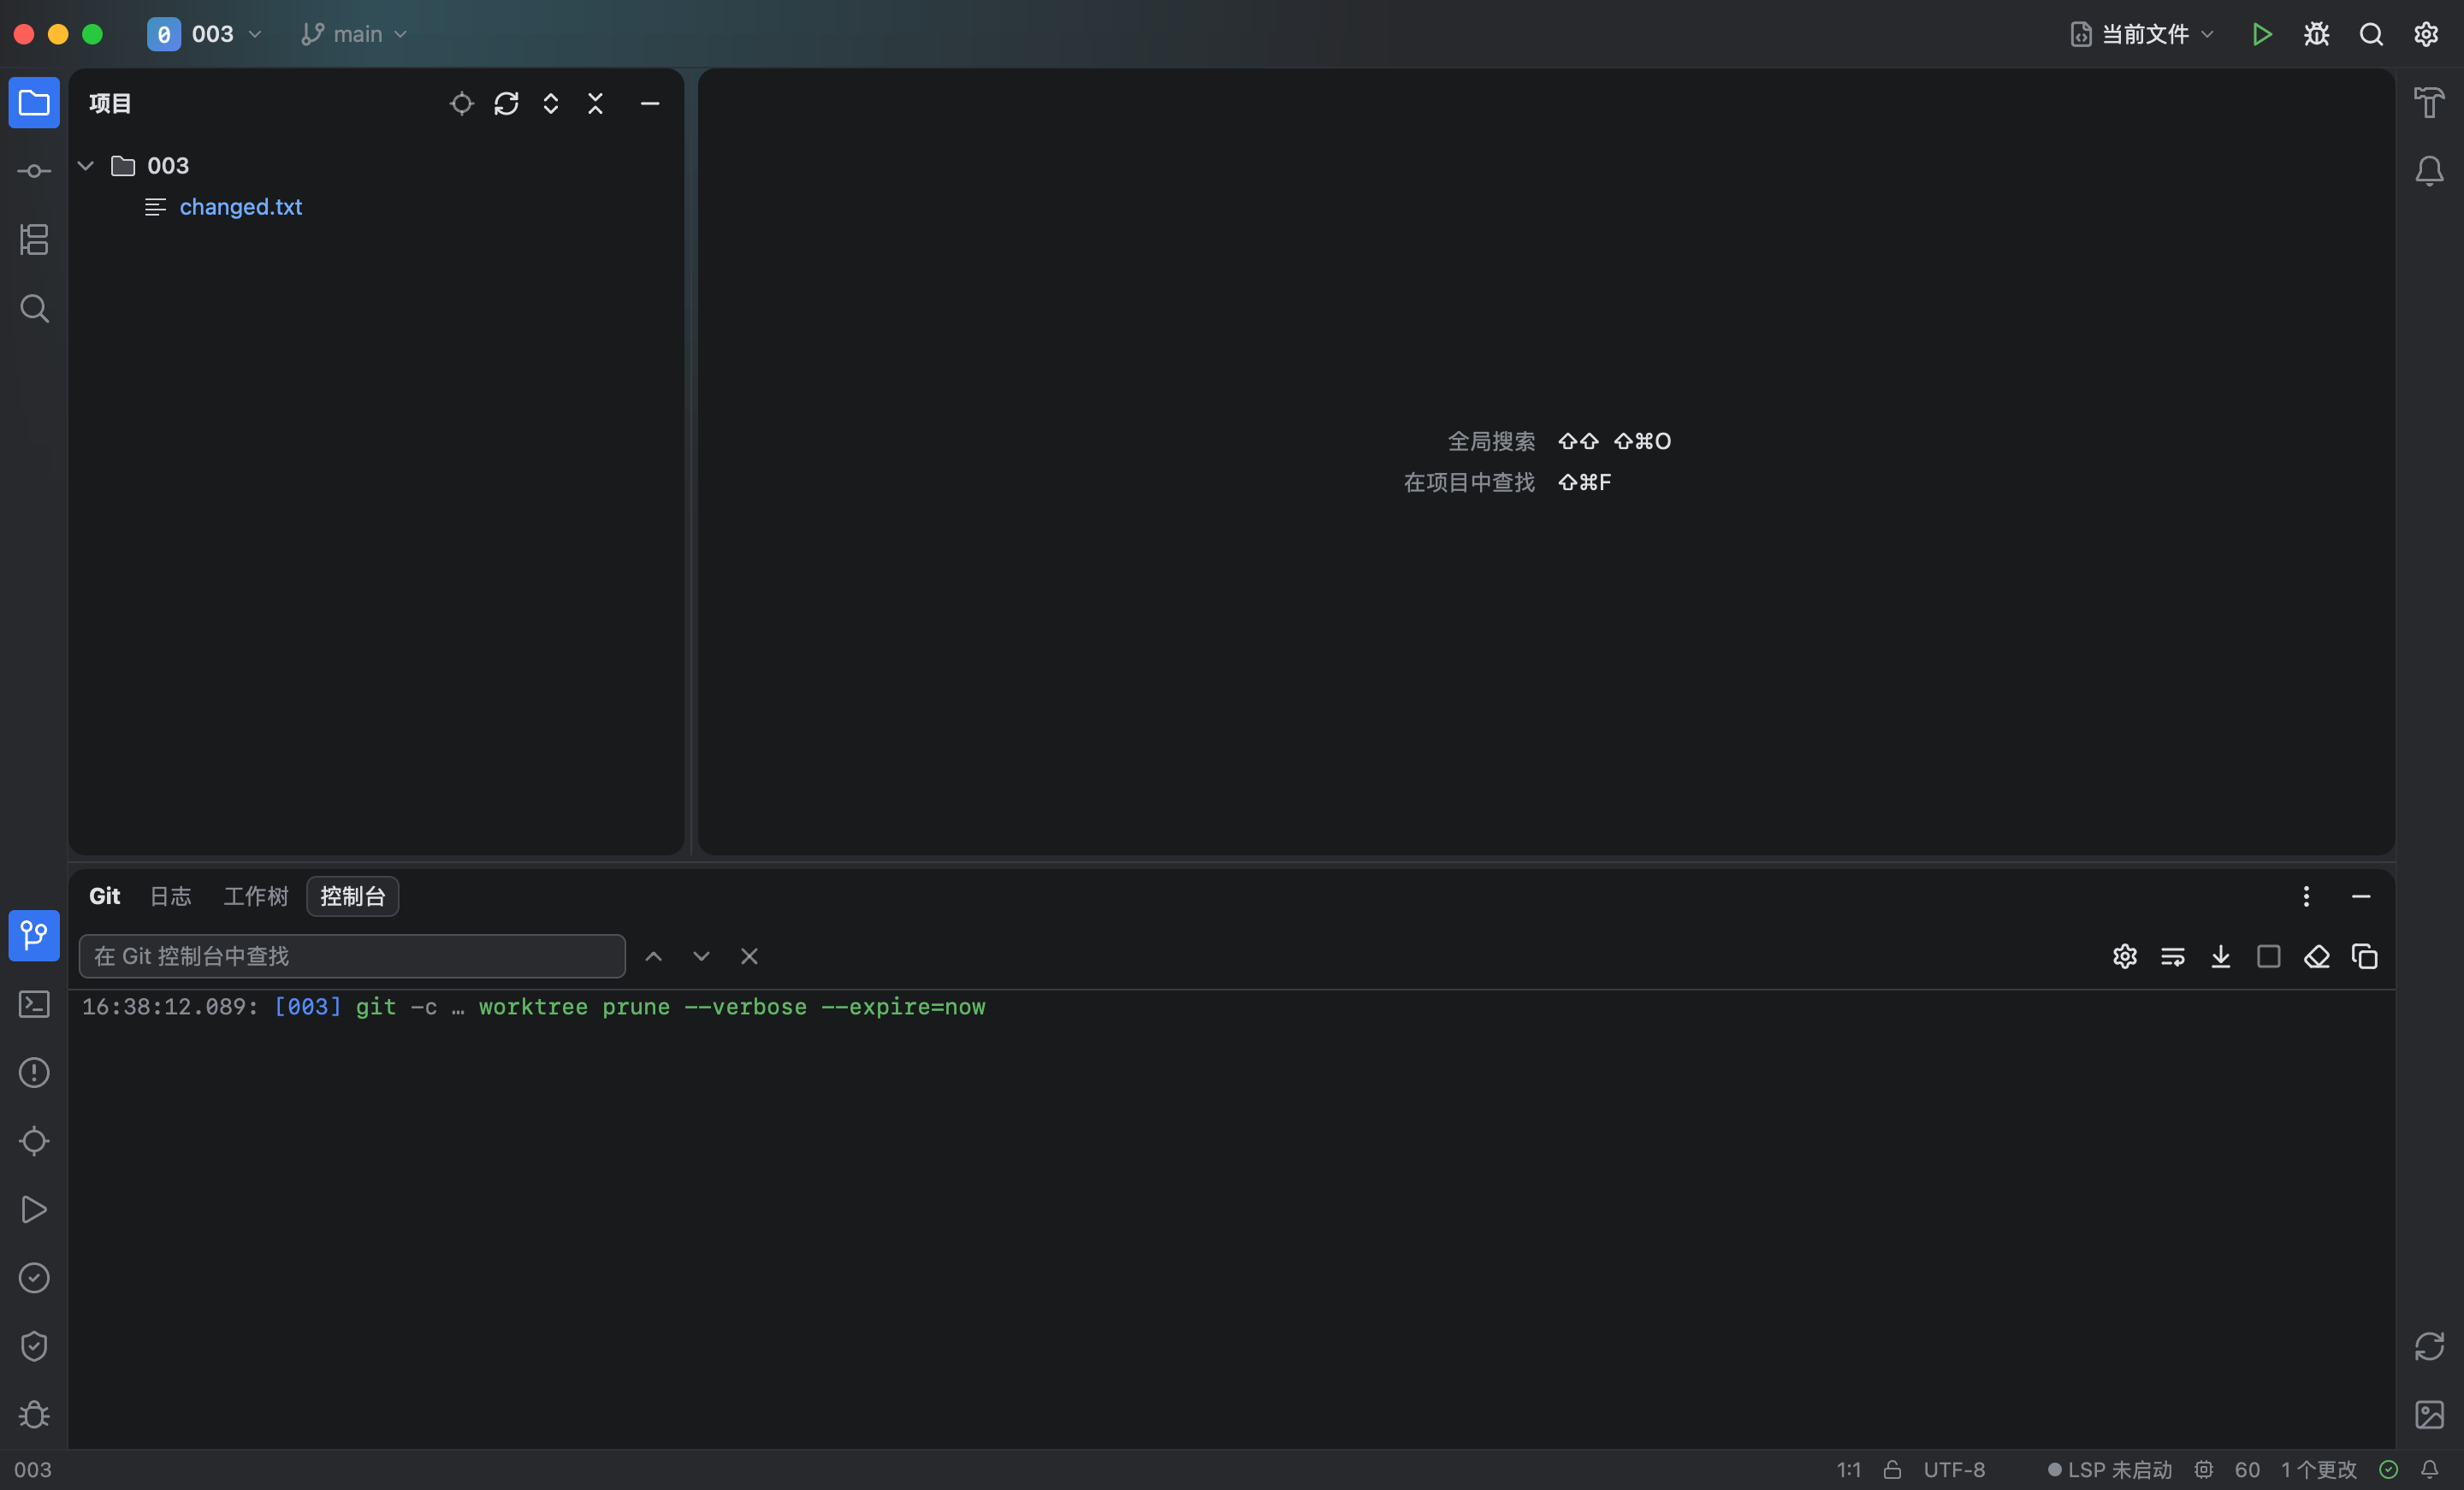 0 003 main 当前文件
项目
003
changed.txt
全局搜索 ⇧⇧ ⇧⌘O
在项目中查找 ⇧⌘F
Git 日志 工作树 控制台
在 Git 控制台中查找
16:38:12.089: [003] git -c … worktree prune --verbose --expire=now
003 1:1 UTF-8 LSP 未启动 60 1 个更改